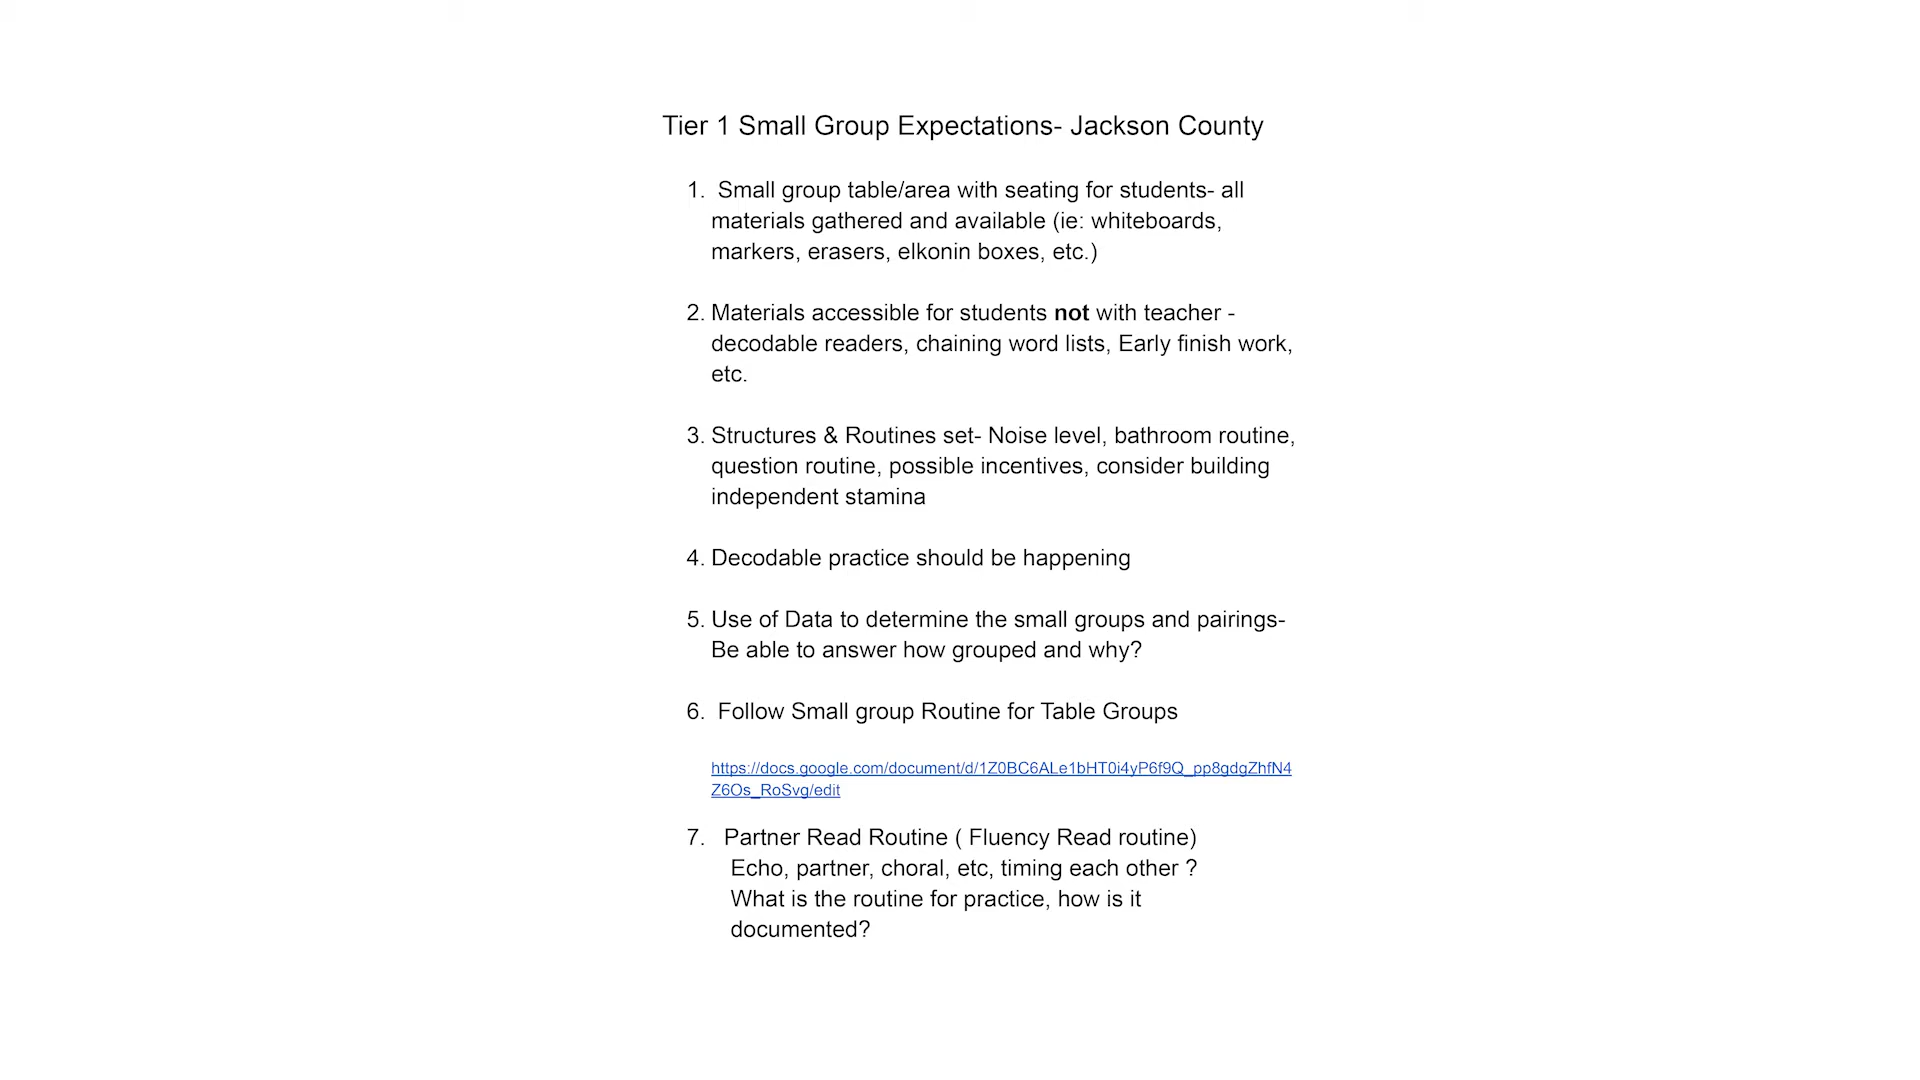 Tier 1 Small Group Expectations- Jackson County
1. Small group table/area with seating for students- all
materials gathered and available (ie: whiteboards,
markers, erasers, elkonin boxes, etc.)
2. Materials accessible for students not with teacher -
decodable readers, chaining word lists, Early finish work,
etc.
3. Structures & Routines set- Noise level, bathroom routine,
question routine, possible incentives, consider building
independent stamina
4. Decodable practice should be happening
5. Use of Data to determine the small groups and pairings-
Be able to answer how grouped and why?
6. Follow Small group Routine for Table Groups
https://docs.google.com/document/d/1Z0BC6ALe1bHT0i4yP6f9Q_pp8gdgZhfN4
Z6Os_RoSvg/edit
7. Partner Read Routine ( Fluency Read routine)
Echo, partner, choral, etc, timing each other ?
What is the routine for practice, how is it
documented?